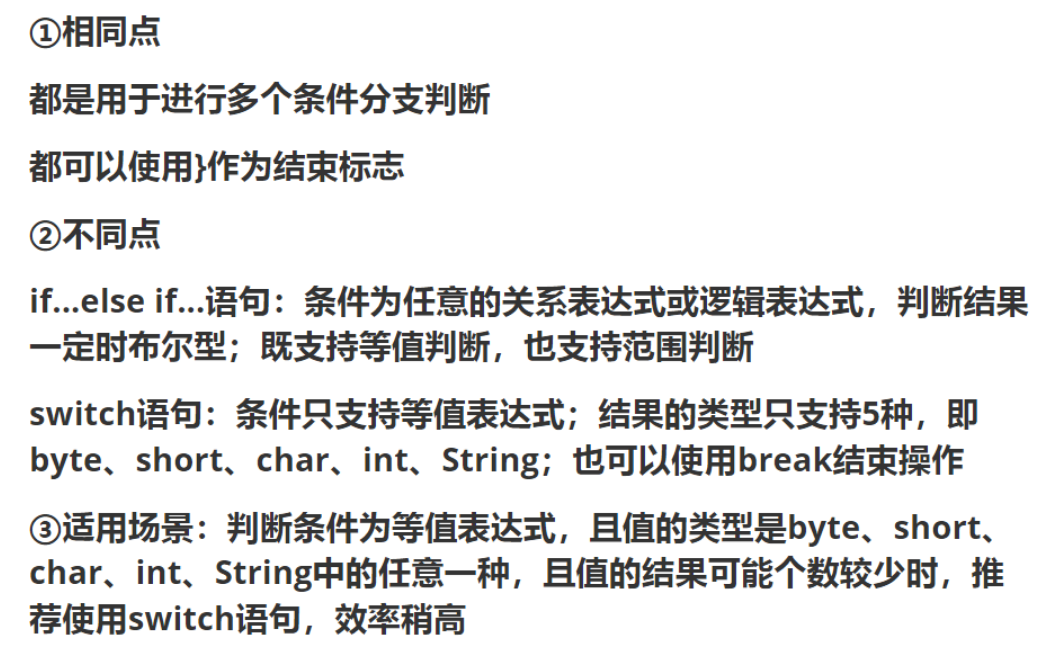 ①相同点
都是用于进行多个条件分支判断
都可以使用}作为结束标志
②不同点
if...else if...语句：条件为任意的关系表达式或逻辑表达式，判断结果
一定时布尔型；既支持等值判断，也支持范围判断
switch语句：条件只支持等值表达式；结果的类型只支持5种，即
byte、short、char、int、String；也可以使用break结束操作
③适用场景：判断条件为等值表达式，且值的类型是byte、short、
char、int、String中的任意一种，且值的结果可能个数较少时，推
荐使用switch语句，效率稍高